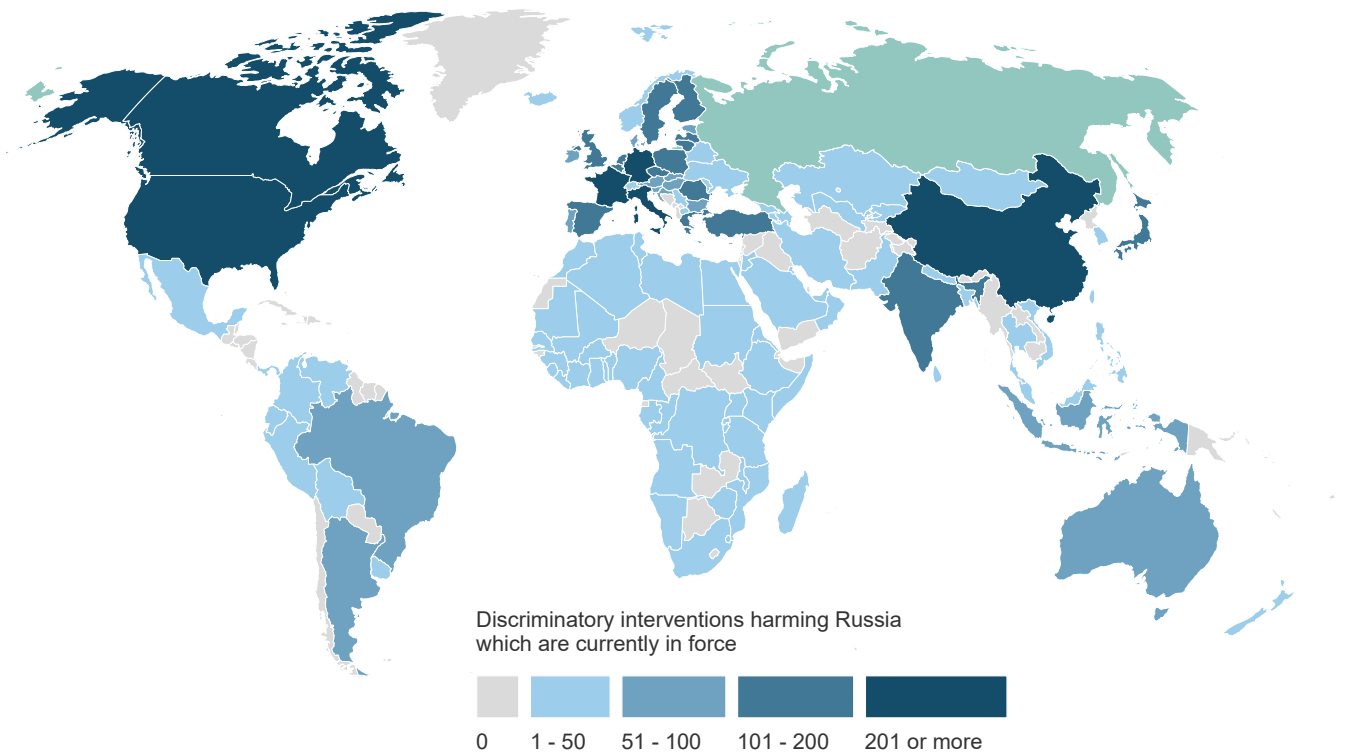 Discriminatory interventions harming Russia
which are currently in force
0 1 - 50 51 - 100 101 - 200 201 or more